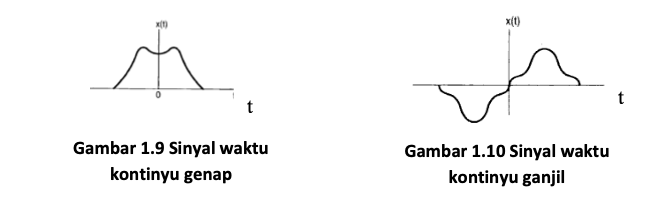 x(t)
0
t
Gambar 1.9 Sinyal waktu
kontinyu genap
x(t)
t
Gambar 1.10 Sinyal waktu
kontinyu ganjil